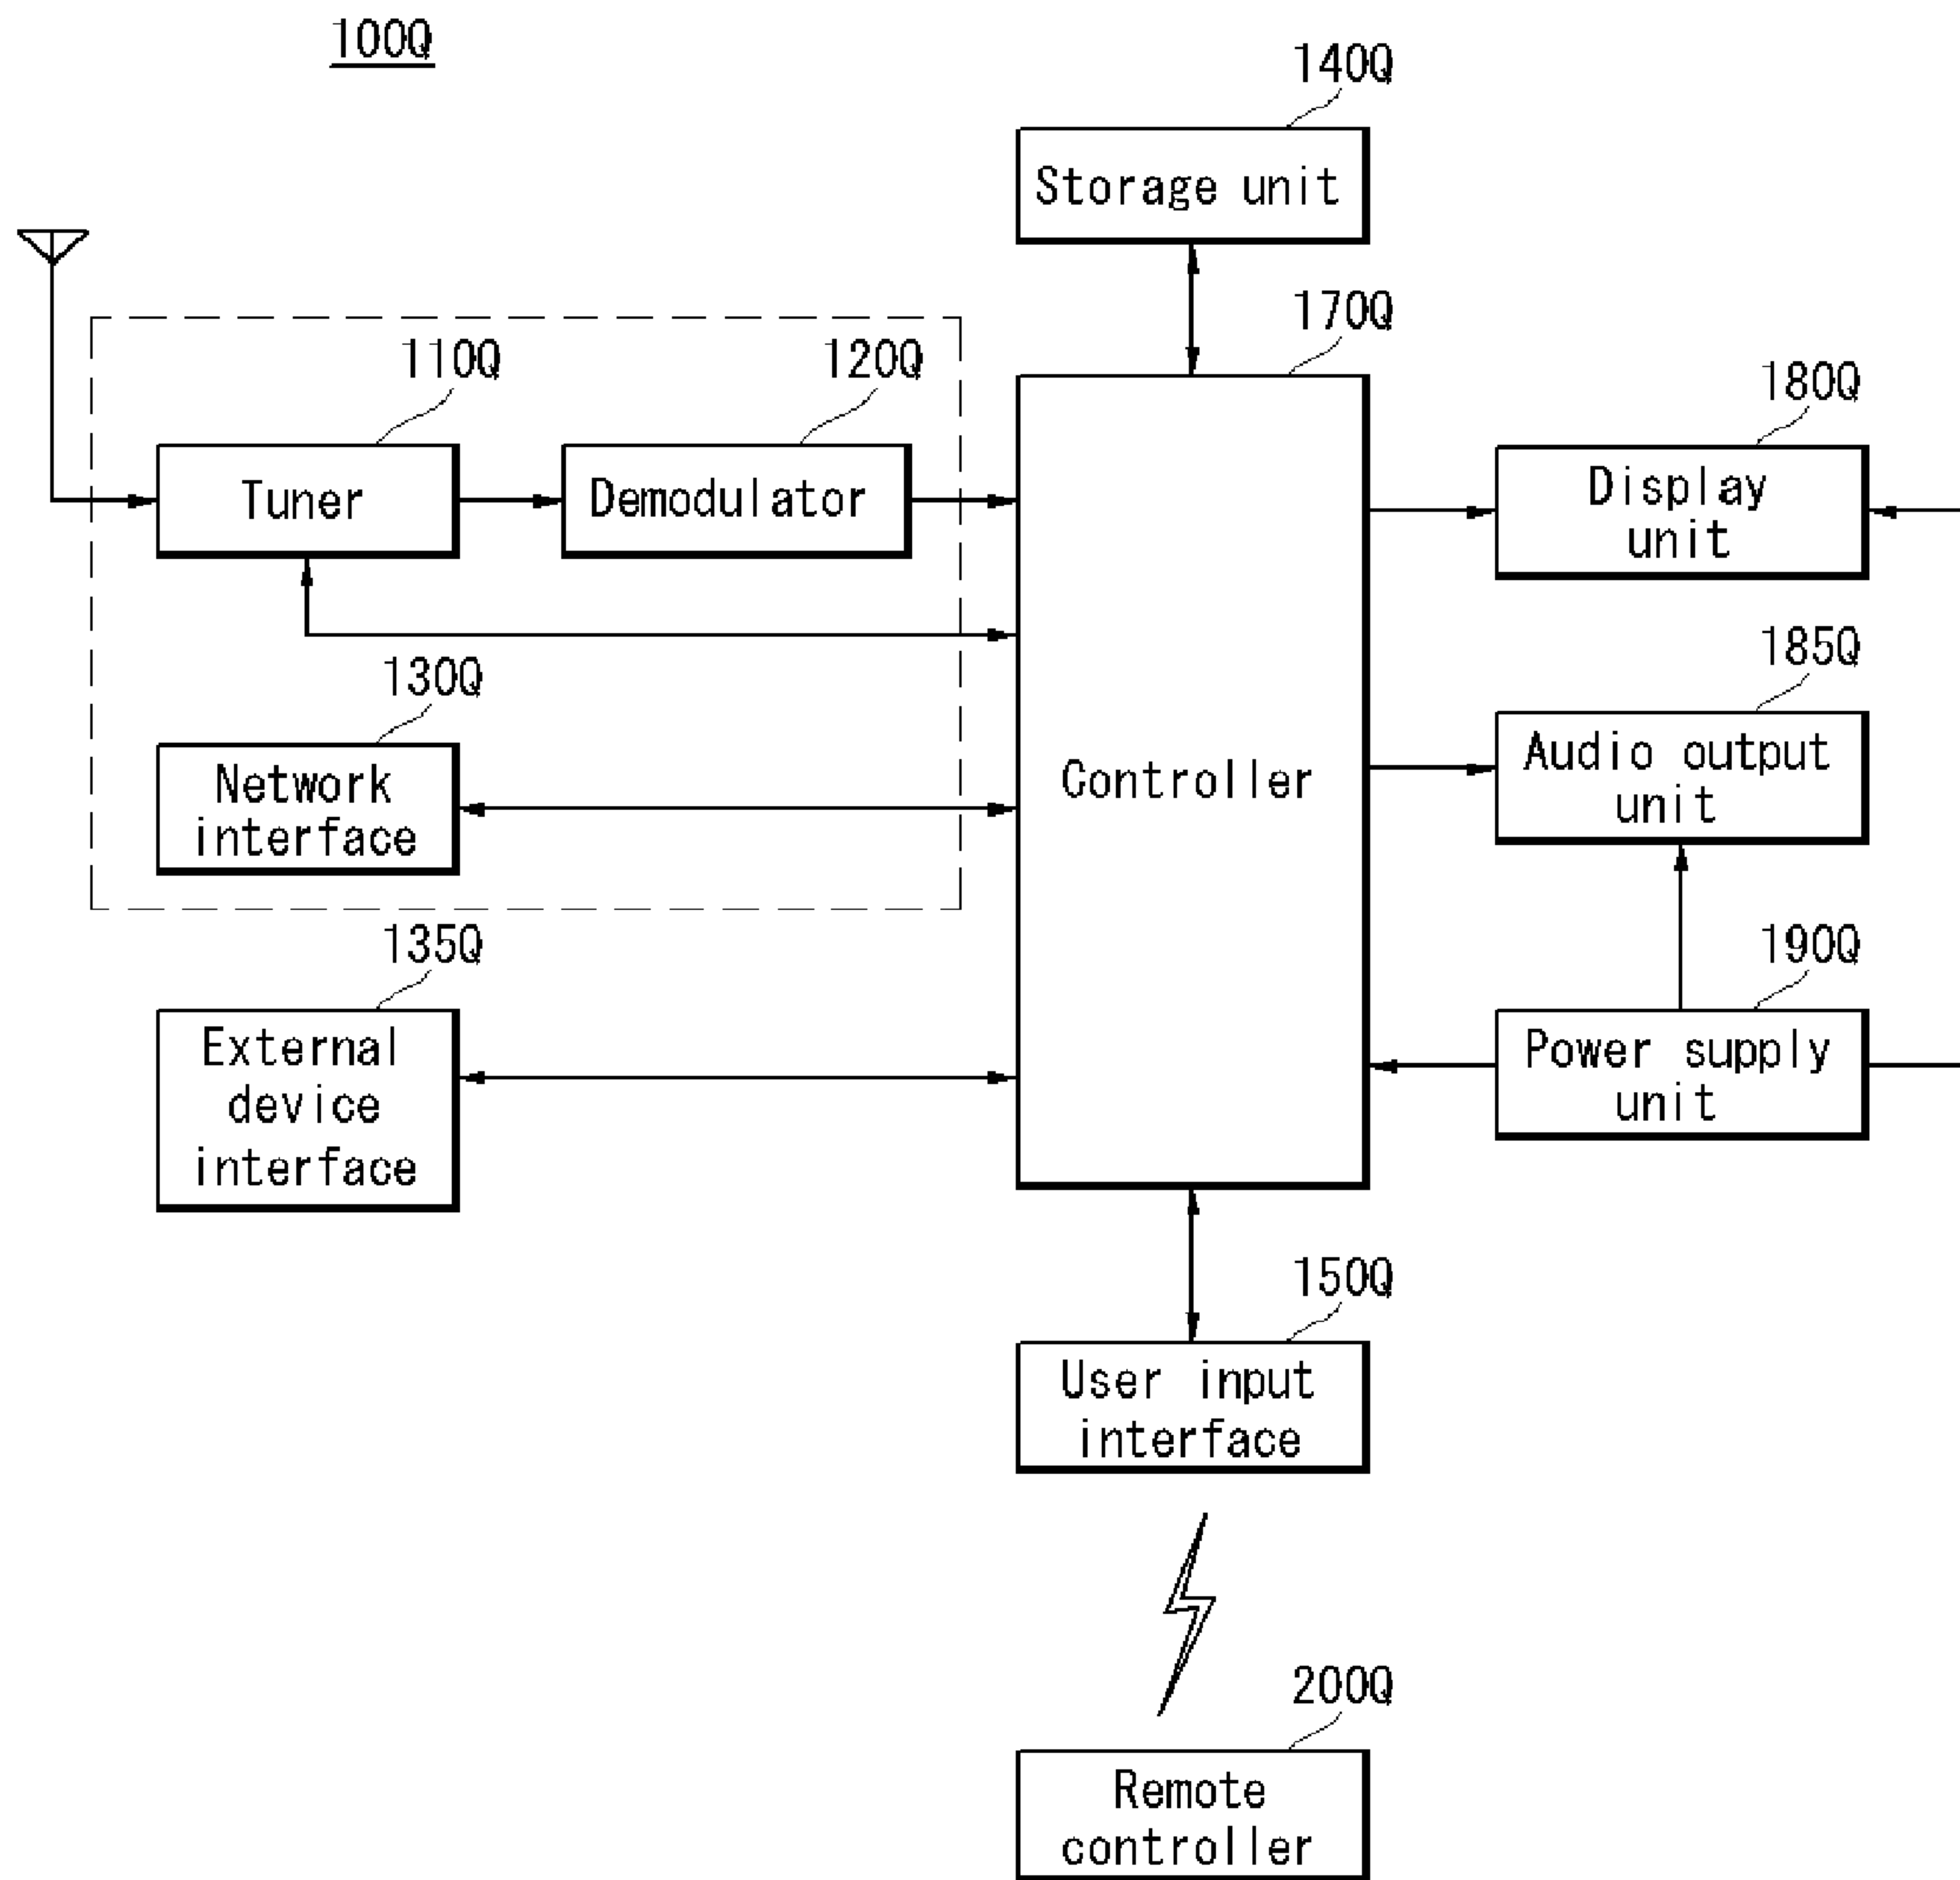 100Q
140Q
Storage unit
170Q
110Q
120Q
180Q
Tuner
Demodulator
Display
unit
130Q
185Q
Network
interface
Controller
Audio output
unit
135Q
190Q
External
device
interface
Power supply
unit
150Q
User input
interface
200Q
Remote
controller